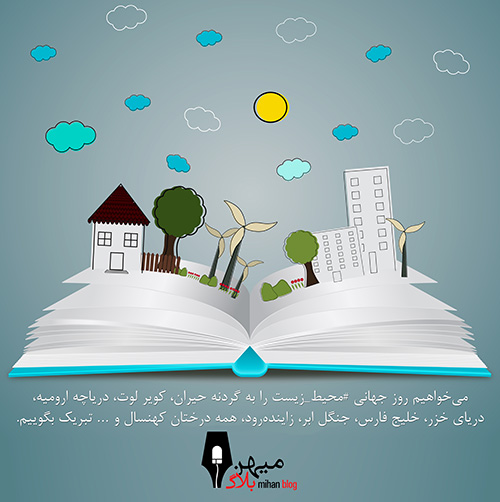 می‌خواهیم روز جهانی #محیط_زیست را به گردنه حیران، کویر لوت، دریاچه ارومیه،
دریای خزر، خلیج فارس، جنگل ابر، زاینده‌رود، همه درختان کهنسال و ... تبریک بگوییم.
میهن
بلاگ mihan blog